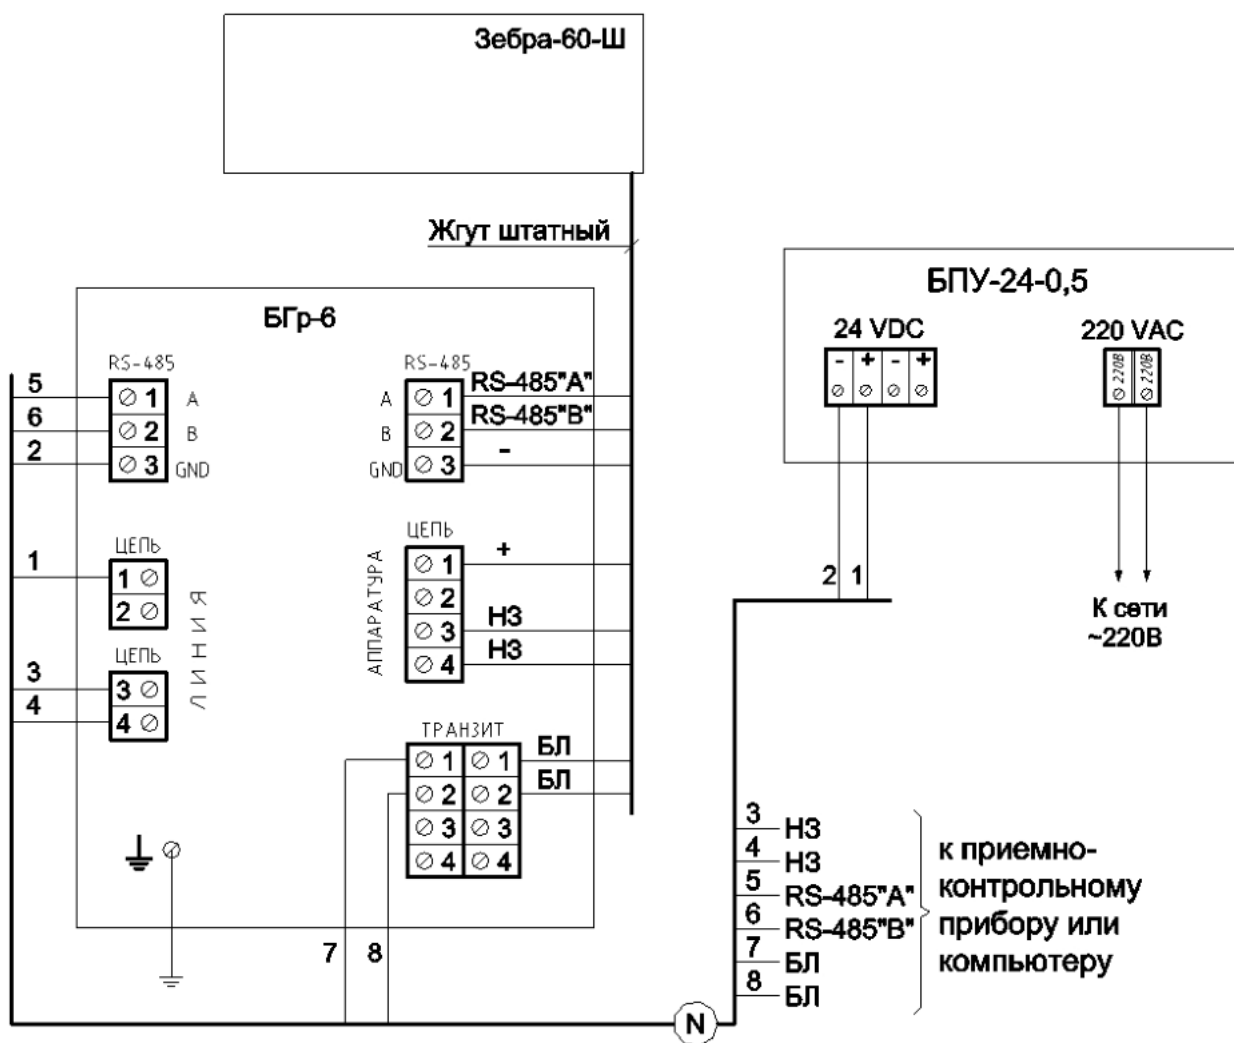 Зебра-60-Ш
Жгут штатный
БГр-6
RS-485
5
1
A
6
2
B
2
3
GND
RS-485
A
1
RS-485"A"
B
2
RS-485"B"
GND
3
-
ЦЕПЬ
1
1
2
ЦЕПЬ
3
3
4
4
ЛИНИЯ
АППАРАТУРА
ЦЕПЬ
1
+
2
3
НЗ
4
НЗ
ТРАНЗИТ
1
1
БЛ
2
2
БЛ
3
3
4
4
7
8
N
БПУ-24-0,5
24 VDC
- + - +
220 VAC
220В
220В
2
1
К сети
~220В
3 НЗ
4 НЗ
5 RS-485"A"
6 RS-485"B"
7 БЛ
8 БЛ
к приемно-
контрольному
прибору или
компьютеру